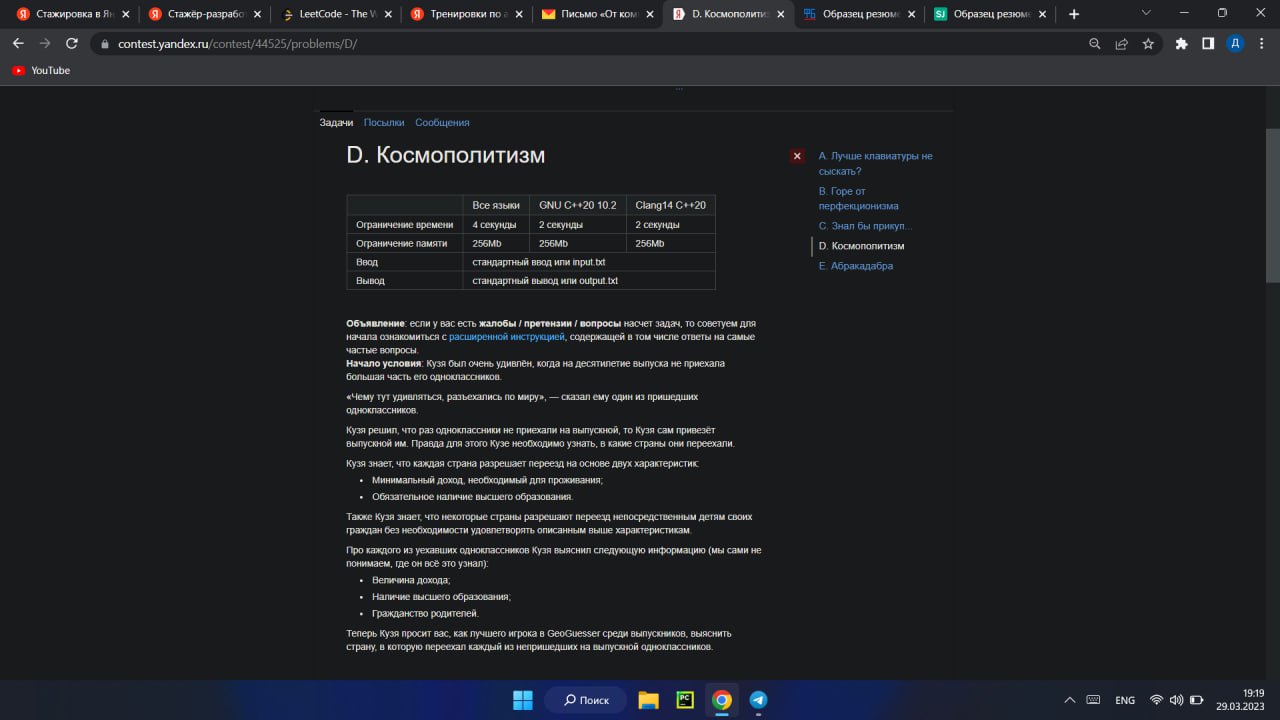 Стажировка в Ян
Стажёр-разработ
LeetCode - The W
Тренировки по а
Письмо «От ком
D. Космополитиз
Образец резюме
Образец резюме
contest.yandex.ru/contest/44525/problems/D/
Д
YouTube
...
Задачи Посылки Сообщения
D. Космополитизм
Все языки GNU C++20 10.2 Clang14 C++20
Ограничение времени 4 секунды 2 секунды 2 секунды
Ограничение памяти 256Mb 256Mb 256Mb
Ввод стандартный ввод или input.txt
Вывод стандартный вывод или output.txt
Объявление: если у вас есть жалобы / претензии / вопросы насчет задач, то советуем для
начала ознакомиться с расширенной инструкцией, содержащей в том числе ответы на самые
частые вопросы.
Начало условия: Кузя был очень удивлён, когда на десятилетие выпуска не приехала
большая часть его одноклассников.
«Чему тут удивляться, разъехались по миру», — сказал ему один из пришедших
одноклассников.
Кузя решил, что раз одноклассники не приехали на выпускной, то Кузя сам привезёт
выпускной им. Правда для этого Кузе необходимо узнать, в какие страны они переехали.
Кузя знает, что каждая страна разрешает переезд на основе двух характеристик:
• Минимальный доход, необходимый для проживания;
• Обязательное наличие высшего образования.
Также Кузя знает, что некоторые страны разрешают переезд непосредственным детям своих
граждан без необходимости удовлетворять описанным выше характеристикам.
Про каждого из уехавших одноклассников Кузя выяснил следующую информацию (мы сами не
понимаем, где он всё это узнал):
• Величина дохода;
• Наличие высшего образования;
• Гражданство родителей.
Теперь Кузя просит вас, как лучшего игрока в GeoGuesser среди выпускников, выяснить
страну, в которую переехал каждый из непришедших на выпускной одноклассников.
A. Лучше клавиатуры не
сыскать?
B. Горе от
перфекционизма
C. Знал бы прикуп...
D. Космополитизм
E. Абракадабра
Поиск
ENG
19:19
29.03.2023